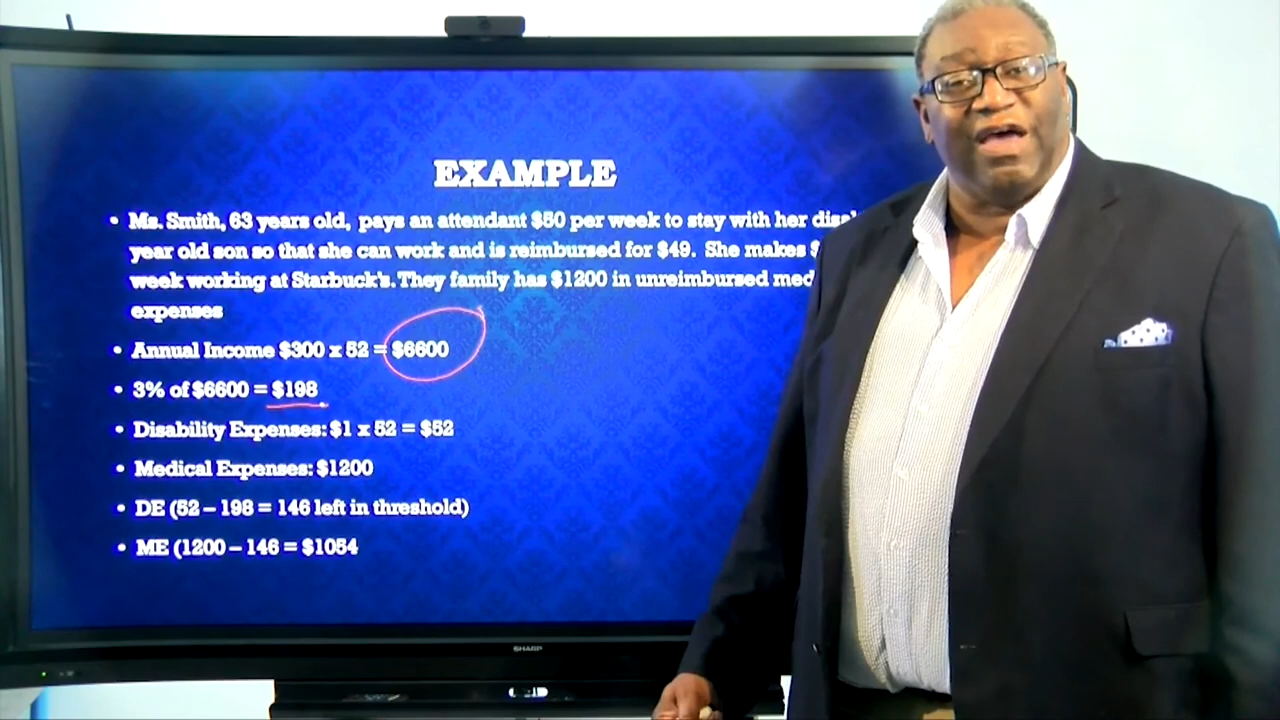 EXAMPLE
• Ms. Smith, 63 years old, pays an attendant $50 per week to stay with her
year old son so that she can work and is reimbursed for $49. She makes
week working at Starbuck's. They family has $1200 in unreimbursed
expenses
• Annual Income $300 x 52 = $6600
• 3% of $6600 = $198
• Disability Expenses: $1 x 52 = $52
• Medical Expenses: $1200
• DE (52 – 198 = 146 left in threshold)
• ME (1200 – 146 = $1054
SHARP